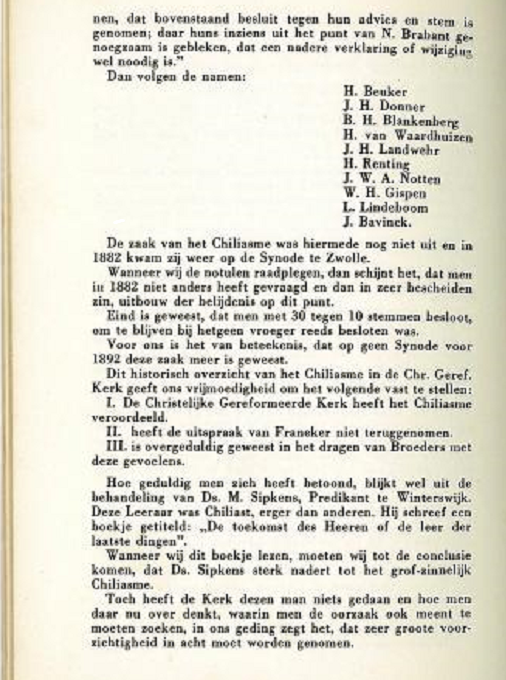 nen, dat bovenstaand besluit tegen hun advies en stem is
genomen; daar huns inziens uit het punt van N. Brabant ge-
noegzaam is gebleken, dat een nadere verklaring of wijziging
wel noodig is.”
Dan volgen de namen:
H. Beuker
J. H. Donner
B. H. Blankenberg
H. van Waardhuizen
J. H. Landwehr
H. Renting
J. W. A. Notten
W. H. Gispen
L. Lindeboom
J. Bavinck.
De zaak van het Chiliasme was hiermede nog niet uit en in
1882 kwam zij weer op de Synode te Zwolle.
Wanneer wij de notulen raadplegen, dan schijnt het, dat men
in 1882 niet anders heeft gevraagd en dan in zeer bescheiden
zin, uitbouw der belijdenis op dit punt.
Eind is geweest, dat men met 30 tegen 10 stemmen besloot,
om te blijven bij hetgeen vroeger reeds besloten was.
Voor ons is het van beteekenis, dat op geen Synode voor
1892 deze zaak meer is geweest.
Dit historisch overzicht van het Chiliasme in de Chr. Geref.
Kerk geeft ons vrijmoedigheid om het volgende vast te stellen:
I. De Christelijke Gereformeerde Kerk heeft het Chiliasme
veroordeeld.
II. heeft de uitspraak van Franeker niet teruggenomen.
III. is overgeduldig geweest in het dragen van Broeders met
deze gevoelens.
Hoe geduldig men zich heeft betoond, blijkt wel uit de
behandeling van Ds. M. Sipkens, Predikant te Winterswijk.
Deze Leeraar was Chiliast, erger dan anderen. Hij schreef een
boekje getiteld: „De toekomst des Heeren of de leer der
laatste dingen”.
Wanneer wij dit boekje lezen, moeten wij tot de conclusie
komen, dat Ds. Sipkens sterk nadert tot het grof-zinnelijk
Chiliasme.
Toch heeft de Kerk dezen man niets gedaan en hoe men
daar nu over denkt, waarin men de oorzaak ook meent te
moeten zoeken, in ons geding zegt het, dat zeer groote voor-
zichtigheid in acht moet worden genomen.